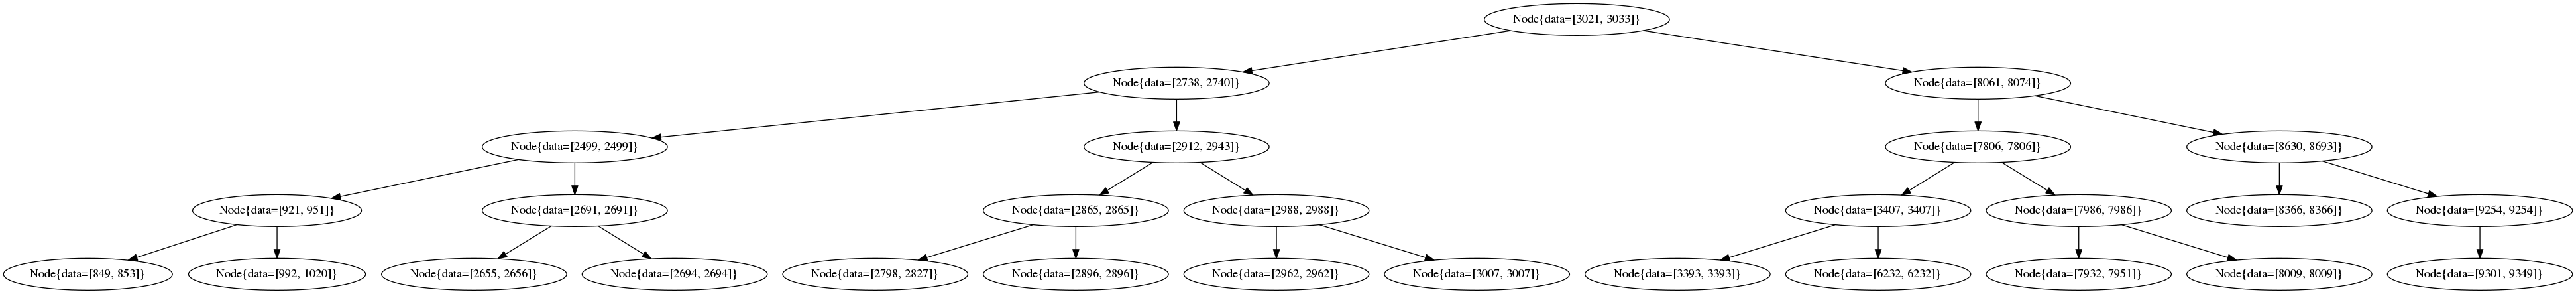 Node{data=[3021, 3033]}
Node{data=[2738, 2740]}
Node{data=[8061, 8074]}
Node{data=[2499, 2499]}
Node{data=[2912, 2943]}
Node{data=[7806, 7806]}
Node{data=[8630, 8693]}
Node{data=[921, 951]}
Node{data=[2691, 2691]}
Node{data=[2865, 2865]}
Node{data=[2988, 2988]}
Node{data=[3407, 3407]}
Node{data=[7986, 7986]}
Node{data=[8366, 8366]}
Node{data=[9254, 9254]}
Node{data=[849, 853]}
Node{data=[992, 1020]}
Node{data=[2655, 2656]}
Node{data=[2694, 2694]}
Node{data=[2798, 2827]}
Node{data=[2896, 2896]}
Node{data=[2962, 2962]}
Node{data=[3007, 3007]}
Node{data=[3393, 3393]}
Node{data=[6232, 6232]}
Node{data=[7932, 7951]}
Node{data=[8009, 8009]}
Node{data=[9301, 9349]}